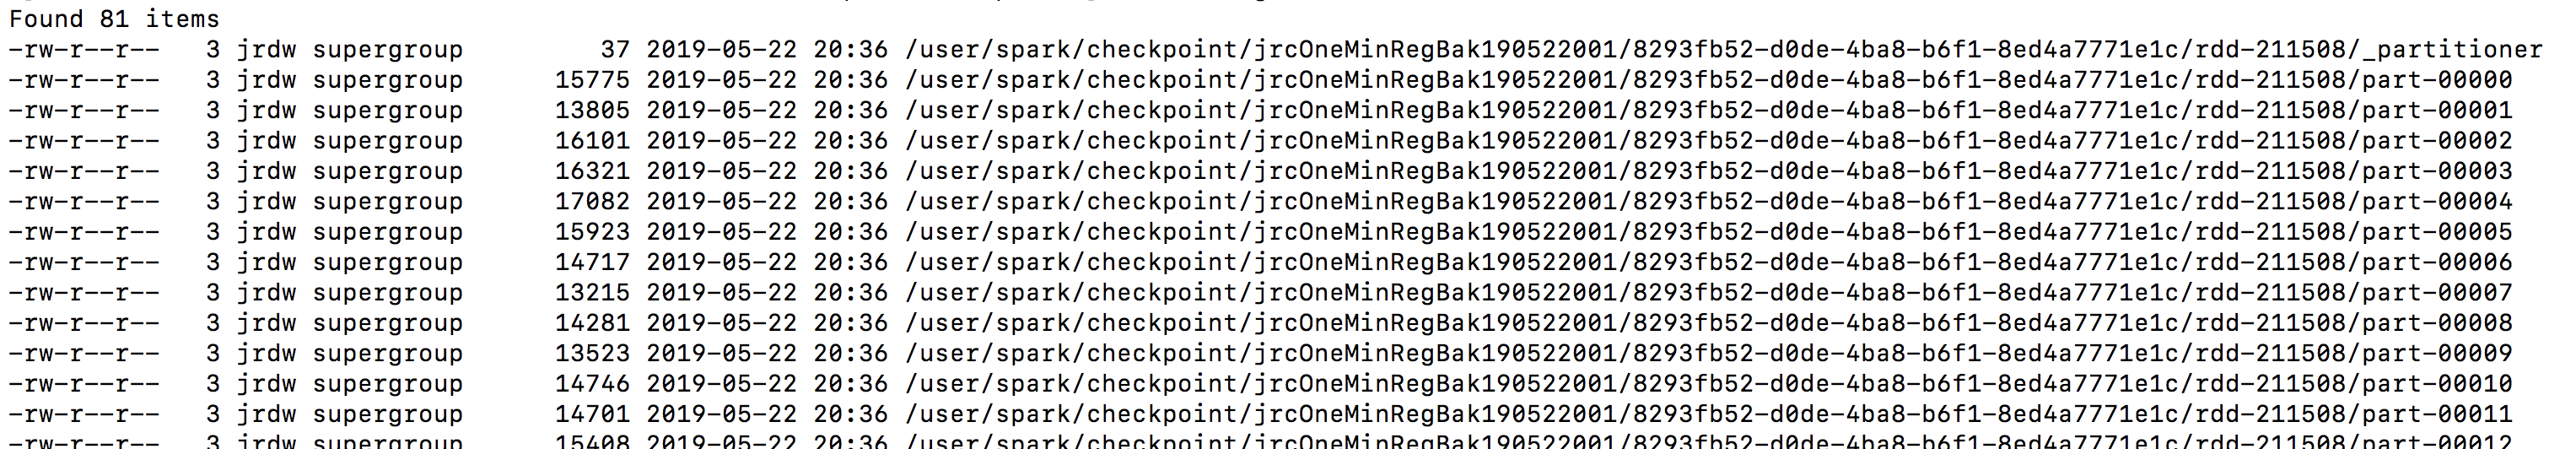 Found 81 items
-rw-r--r--   3 jrdw supergroup         37 2019-05-22 20:36 /user/spark/checkpoint/jrcOneMinRegBak190522001/8293fb52-d0de-4ba8-b6f1-8ed4a7771e1c/rdd-211508/_partitioner
-rw-r--r--   3 jrdw supergroup      15775 2019-05-22 20:36 /user/spark/checkpoint/jrcOneMinRegBak190522001/8293fb52-d0de-4ba8-b6f1-8ed4a7771e1c/rdd-211508/part-00000
-rw-r--r--   3 jrdw supergroup      13805 2019-05-22 20:36 /user/spark/checkpoint/jrcOneMinRegBak190522001/8293fb52-d0de-4ba8-b6f1-8ed4a7771e1c/rdd-211508/part-00001
-rw-r--r--   3 jrdw supergroup      16101 2019-05-22 20:36 /user/spark/checkpoint/jrcOneMinRegBak190522001/8293fb52-d0de-4ba8-b6f1-8ed4a7771e1c/rdd-211508/part-00002
-rw-r--r--   3 jrdw supergroup      16321 2019-05-22 20:36 /user/spark/checkpoint/jrcOneMinRegBak190522001/8293fb52-d0de-4ba8-b6f1-8ed4a7771e1c/rdd-211508/part-00003
-rw-r--r--   3 jrdw supergroup      17082 2019-05-22 20:36 /user/spark/checkpoint/jrcOneMinRegBak190522001/8293fb52-d0de-4ba8-b6f1-8ed4a7771e1c/rdd-211508/part-00004
-rw-r--r--   3 jrdw supergroup      15923 2019-05-22 20:36 /user/spark/checkpoint/jrcOneMinRegBak190522001/8293fb52-d0de-4ba8-b6f1-8ed4a7771e1c/rdd-211508/part-00005
-rw-r--r--   3 jrdw supergroup      14717 2019-05-22 20:36 /user/spark/checkpoint/jrcOneMinRegBak190522001/8293fb52-d0de-4ba8-b6f1-8ed4a7771e1c/rdd-211508/part-00006
-rw-r--r--   3 jrdw supergroup      13215 2019-05-22 20:36 /user/spark/checkpoint/jrcOneMinRegBak190522001/8293fb52-d0de-4ba8-b6f1-8ed4a7771e1c/rdd-211508/part-00007
-rw-r--r--   3 jrdw supergroup      14281 2019-05-22 20:36 /user/spark/checkpoint/jrcOneMinRegBak190522001/8293fb52-d0de-4ba8-b6f1-8ed4a7771e1c/rdd-211508/part-00008
-rw-r--r--   3 jrdw supergroup      13523 2019-05-22 20:36 /user/spark/checkpoint/jrcOneMinRegBak190522001/8293fb52-d0de-4ba8-b6f1-8ed4a7771e1c/rdd-211508/part-00009
-rw-r--r--   3 jrdw supergroup      14746 2019-05-22 20:36 /user/spark/checkpoint/jrcOneMinRegBak190522001/8293fb52-d0de-4ba8-b6f1-8ed4a7771e1c/rdd-211508/part-00010
-rw-r--r--   3 jrdw supergroup      14701 2019-05-22 20:36 /user/spark/checkpoint/jrcOneMinRegBak190522001/8293fb52-d0de-4ba8-b6f1-8ed4a7771e1c/rdd-211508/part-00011
-rw-r--r--   3 jrdw supergroup      15408 2019-05-22 20:36 /user/spark/checkpoint/jrcOneMinRegBak190522001/8293fb52-d0de-4ba8-b6f1-8ed4a7771e1c/rdd-211508/part-00012